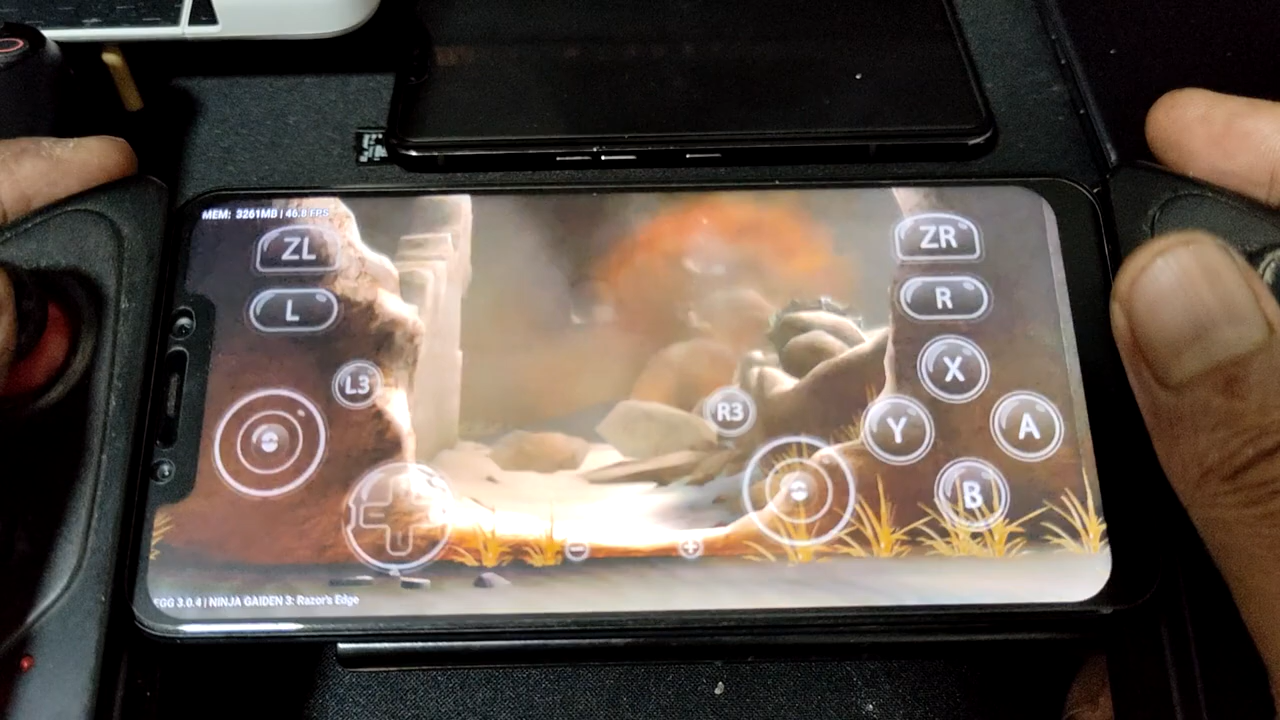 MEM: 3261MB | 46.8 FPS
ZL
ZR
L
R
L3
X
R3
Y
A
B
EGG 3.0.4 | NINJA GAIDEN 3: Razor's Edge